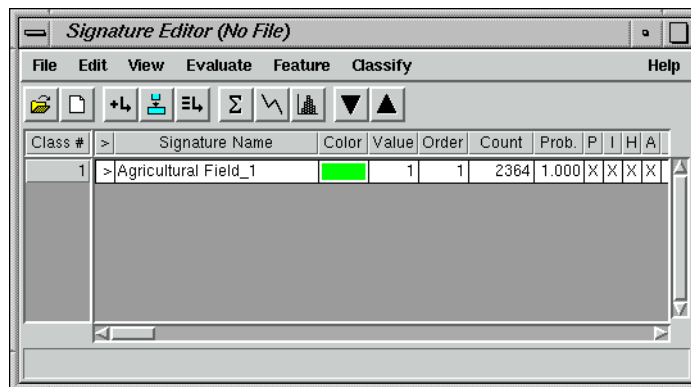 Signature Editor (No File)
File Edit View Evaluate Feature Classify Help
Σ
Class # > Signature Name Color Value Order Count Prob. P I H A
1 > Agricultural Field_1 1 1 2364 1.000 X X X X